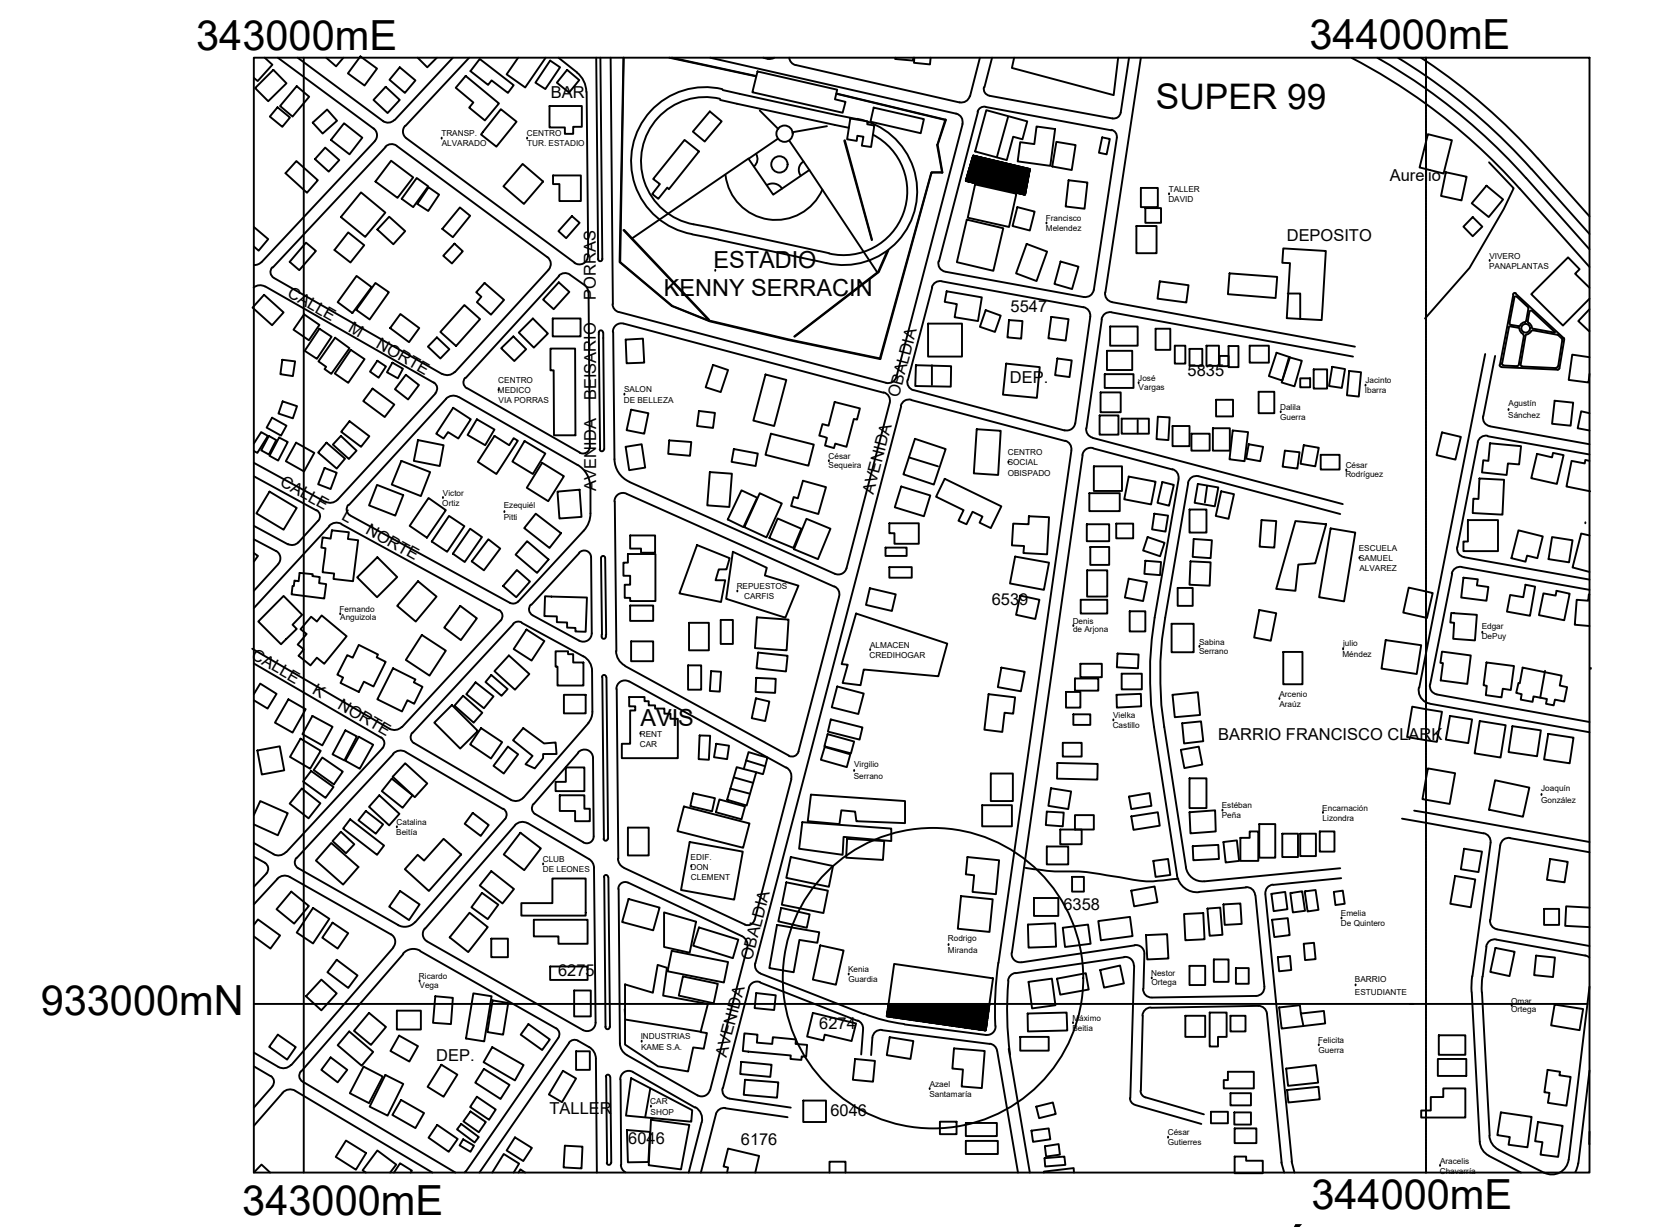 343000mE
344000mE
SUPER 99
BAR
TRANSP.
ALVARADO
CENTRO
TUR. ESTADIO
Aurelio
TALLER
DAVID
Francisco
Melendez
DEPOSITO
VIVERO
PANAPLANTAS
ESTADIO
KENNY SERRACIN
AVENIDA BEISARIO PORRAS
CALLE M NORTE
5547
AVENIDA OBALDIA
CENTRO
MEDICO
VIA PORRAS
SALON
DE BELLEZA
DEP.
José
Vargas
5835
Jacinto
Ibarra
Dalila
Guerra
Agustín
Sánchez
César
Sequeira
CENTRO
SOCIAL
OBISPADO
César
Rodríguez
CALLE L NORTE
Victor
Ortiz
Ezequiél
Pitti
ESCUELA
SAMUEL
ALVAREZ
REPUESTOS
CARFIS
6539
Fernando
Anguizola
Denis
de Arjona
Edgar
DePuy
ALMACEN
CREDIHOGAR
Sabina
Serrano
julio
Méndez
CALLE K NORTE
Arcenio
Araúz
AVIS
RENT
CAR
Vielka
Castillo
BARRIO FRANCISCO CLARK
Virgilio
Serrano
Joaquín
González
Estéban
Peña
Encarnación
Lizondra
Catalina
Beitía
CLUB
DE LEONES
EDIF.
DON
CLEMENT
6358
Emelia
De Quintero
AVENIDA OBALDIA
Rodrigo
Miranda
6275
Ricardo
Vega
Kenia
Guardia
Nestor
Ortega
BARRIO
ESTUDIANTE
933000mN
Omar
Ortega
6274
Máximo
Beitia
INDUSTRIAS
KAME S.A.
Felicita
Guerra
DEP.
Azael
Santamaría
TALLER
CAR
SHOP
6046
6046
6176
César
Gutierres
Aracelis
Chavarría
343000mE
344000mE